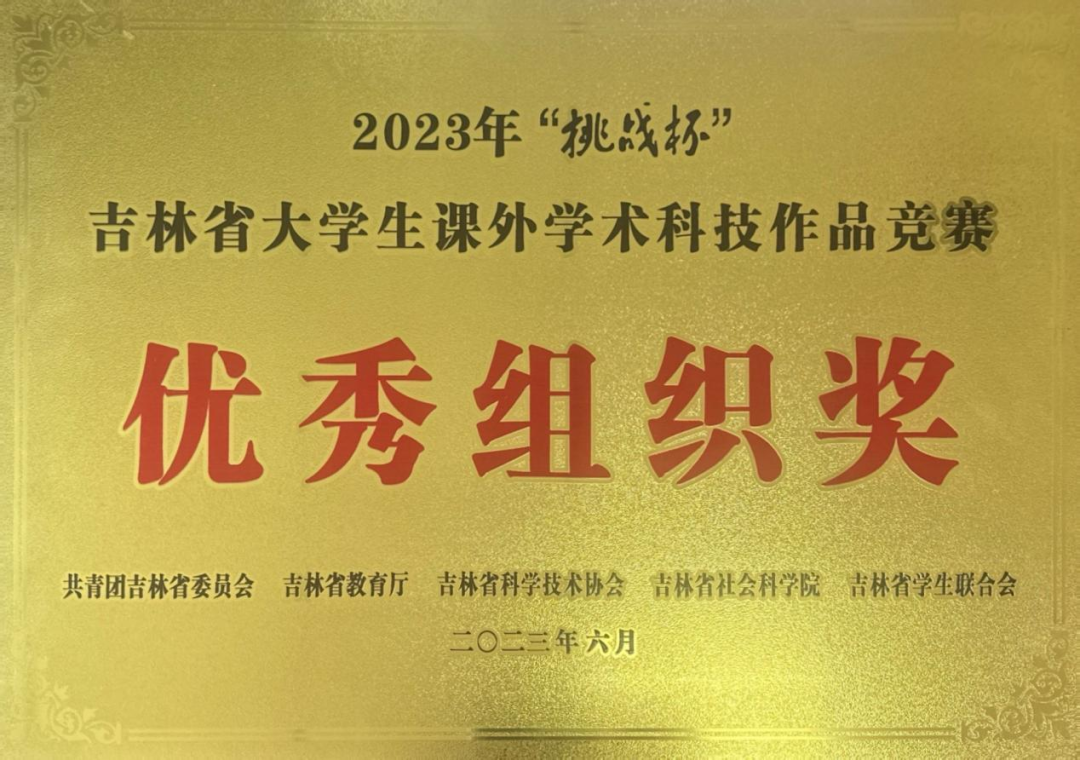 2023年“挑战杯”
吉林省大学生课外学术科技作品竞赛
优秀组织奖
共青团吉林省委员会 吉林省教育厅 吉林省科学技术协会 吉林省社会科学院 吉林省学生联合会
二〇二三年六月